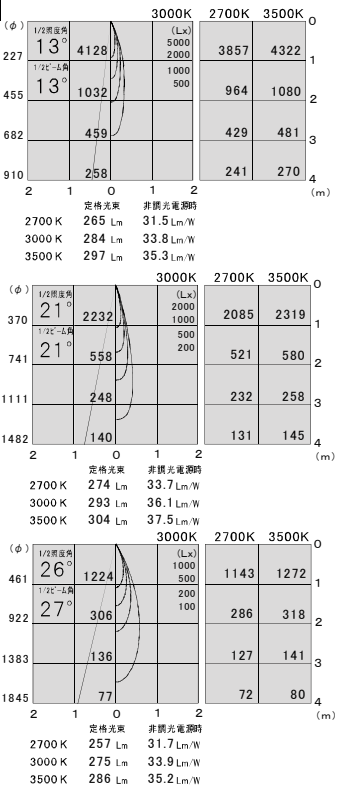 3000K 2700K 3500K
(φ) 1/2照度角 13° (Lx) 0
5000
227 4128 2000 3857 4322 1
1/2ビーム角 13° 1000
500
455 1032 964 1080 2
682 459 429 481 3
910 258 241 270 4
2 1 0 1 2 (m)
定格光束 非調光電源時
2700K 265 Lm 31.5 Lm/W
3000K 284 Lm 33.8 Lm/W
3500K 297 Lm 35.3 Lm/W
3000K 2700K 3500K
(φ) 1/2照度角 21° (Lx) 0
2000
370 2232 1000 2085 2319 1
1/2ビーム角 21° 500
200
741 558 521 580 2
1111 248 232 258 3
1482 140 131 145 4
2 1 0 1 2 (m)
定格光束 非調光電源時
2700K 274 Lm 33.7 Lm/W
3000K 293 Lm 36.1 Lm/W
3500K 304 Lm 37.5 Lm/W
3000K 2700K 3500K
(φ) 1/2照度角 26° (Lx) 0
1000
461 1224 500 1143 1272 1
1/2ビーム角 27° 200
100
922 306 286 318 2
1383 136 127 141 3
1845 77 72 80 4
2 1 0 1 2 (m)
定格光束 非調光電源時
2700K 257 Lm 31.7 Lm/W
3000K 275 Lm 33.9 Lm/W
3500K 286 Lm 35.2 Lm/W